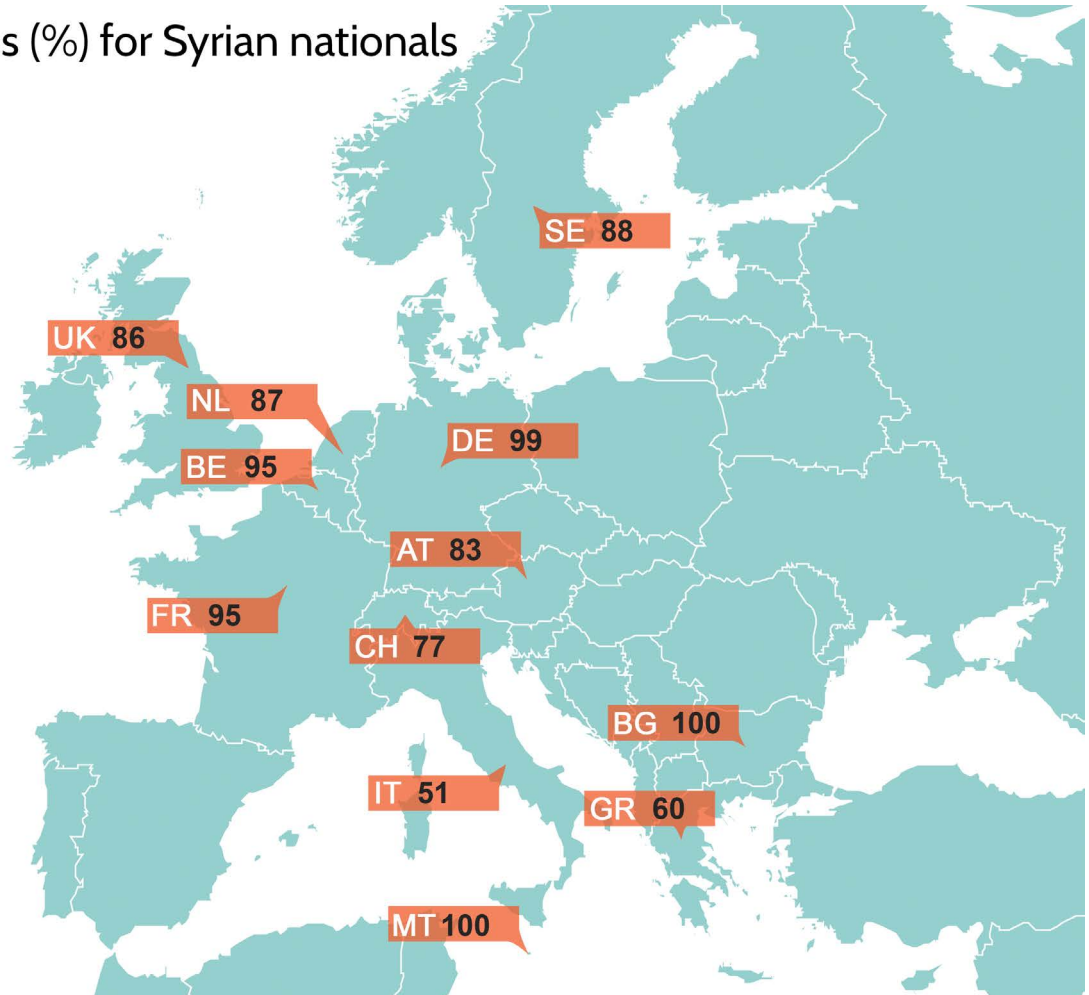 s (%) for Syrian nationals
SE 88
UK 86
NL 87
DE 99
BE 95
AT 83
FR 95
CH 77
BG 100
IT 51
GR 60
MT 100